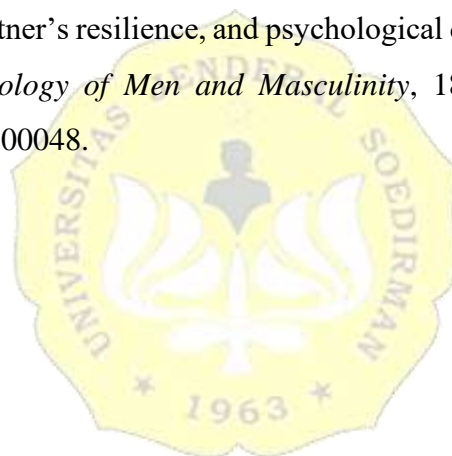 tner’s resilience, and psychological
ology of Men and Masculinity, 18
00048.
UNIVERSITAS JENDERAL SOEDIRMAN
1963